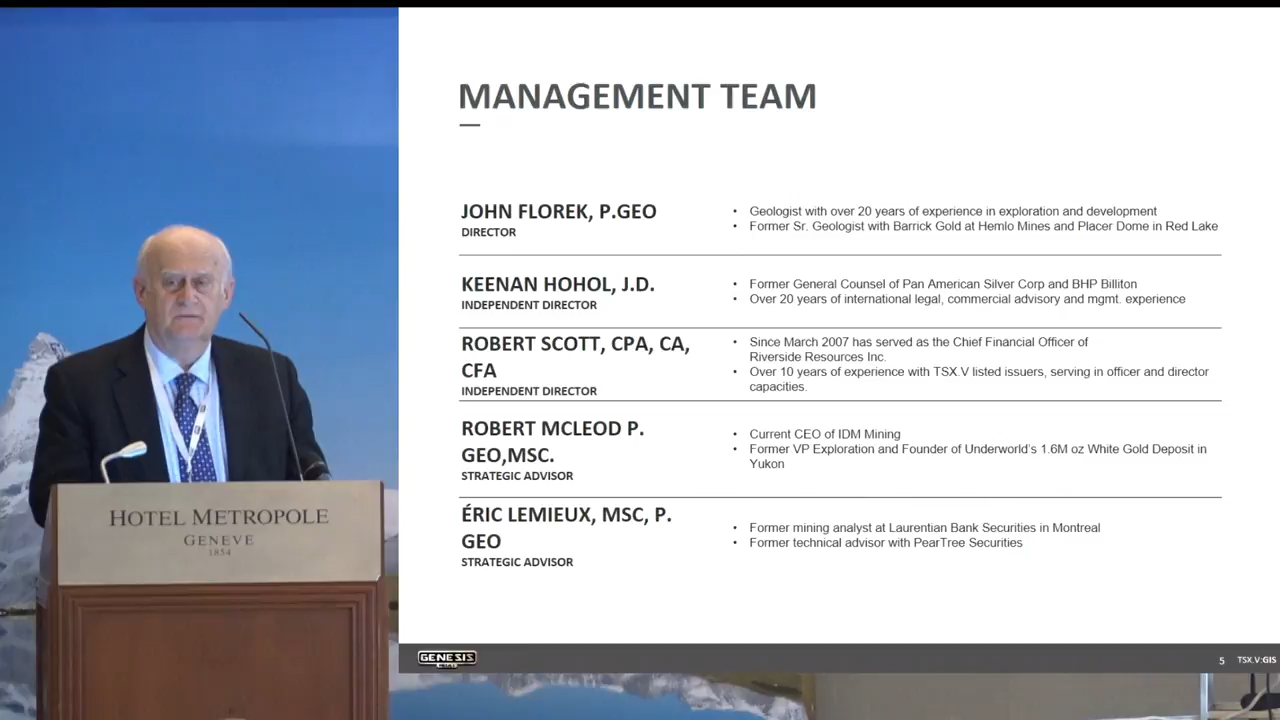 MANAGEMENT TEAM
JOHN FLOREK, P.GEO
DIRECTOR
• Geologist with over 20 years of experience in exploration and development
• Former Sr. Geologist with Barrick Gold at Hemlo Mines and Placer Dome in Red Lake
KEENAN HOHOL, J.D.
INDEPENDENT DIRECTOR
• Former General Counsel of Pan American Silver Corp and BHP Billiton
• Over 20 years of international legal, commercial advisory and mgmt. experience
ROBERT SCOTT, CPA, CA,
CFA
INDEPENDENT DIRECTOR
• Since March 2007 has served as the Chief Financial Officer of
Riverside Resources Inc.
• Over 10 years of experience with TSX.V listed issuers, serving in officer and director
capacities.
ROBERT MCLEOD P.
GEO,MSC.
STRATEGIC ADVISOR
• Current CEO of IDM Mining
• Former VP Exploration and Founder of Underworld's 1.6M oz White Gold Deposit in
Yukon
ÉRIC LEMIEUX, MSC, P.
GEO
STRATEGIC ADVISOR
• Former mining analyst at Laurentian Bank Securities in Montreal
• Former technical advisor with PearTree Securities
GENESIS
5 TSX.V:GIS
HOTEL METROPOLE
GENEVE
1854